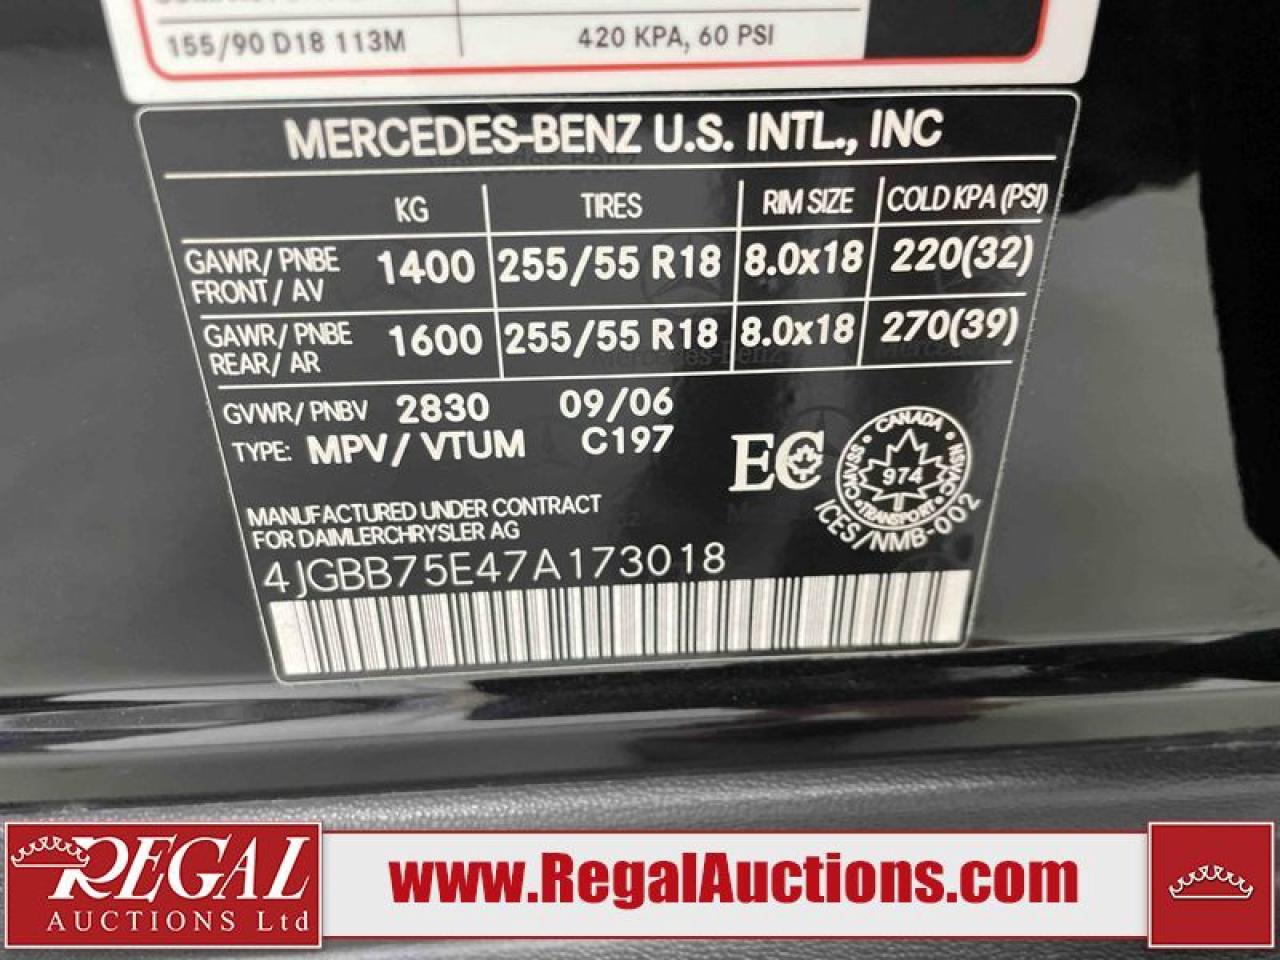 155/90 D18 113M 420 KPA, 60 PSI
MERCEDES-BENZ U.S. INTL., INC
KG TIRES RIM SIZE COLD KPA (PSI)
GAWR/ PNBE
FRONT/ AV 1400 255/55 R18 8.0x18 220(32)
GAWR/ PNBE
REAR/ AR 1600 255/55 R18 8.0x18 270(39)
GVWR/ PNBV 2830 09/06
TYPE: MPV/ VTUM C197
EC
CANADA
NSVAC
974
CMVSS
TRANSPORT
ICES/NMB-002
MANUFACTURED UNDER CONTRACT
FOR DAIMLERCHRYSLER AG
4JGBB75E47A173018
REGAL
AUCTIONS Ltd
www.RegalAuctions.com